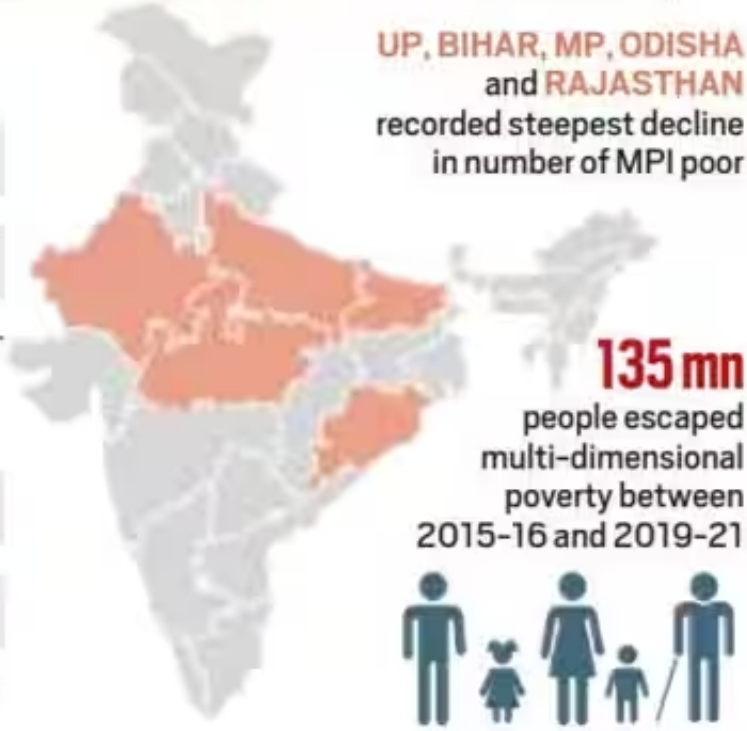 UP, BIHAR, MP, ODISHA
and RAJASTHAN
recorded steepest decline
in number of MPI poor
135 mn
people escaped
multi-dimensional
poverty between
2015-16 and 2019-21